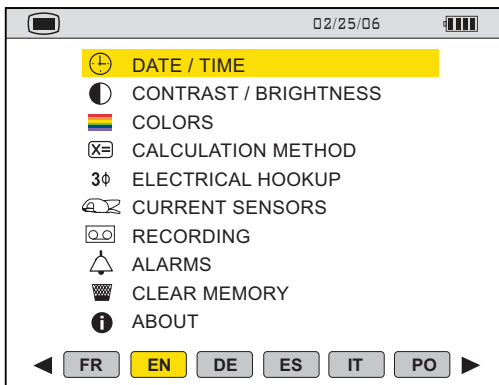 02/25/06
DATE / TIME
CONTRAST / BRIGHTNESS
COLORS
X= CALCULATION METHOD
3ϕ ELECTRICAL HOOKUP
CURRENT SENSORS
RECORDING
ALARMS
CLEAR MEMORY
i ABOUT
FR EN DE ES IT PO